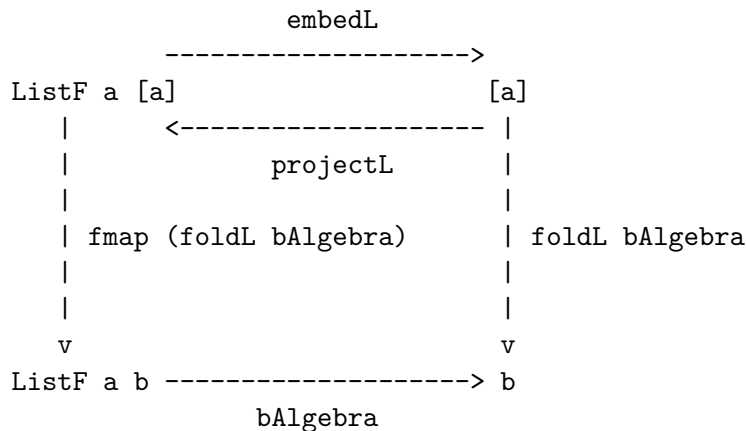 embedL
--------------------->
ListF a [a] [a]
| <-------------------- |
| projectL |
| |
| fmap (foldL bAlgebra) | foldL bAlgebra
| |
| |
v v
ListF a b --------------------> b
bAlgebra